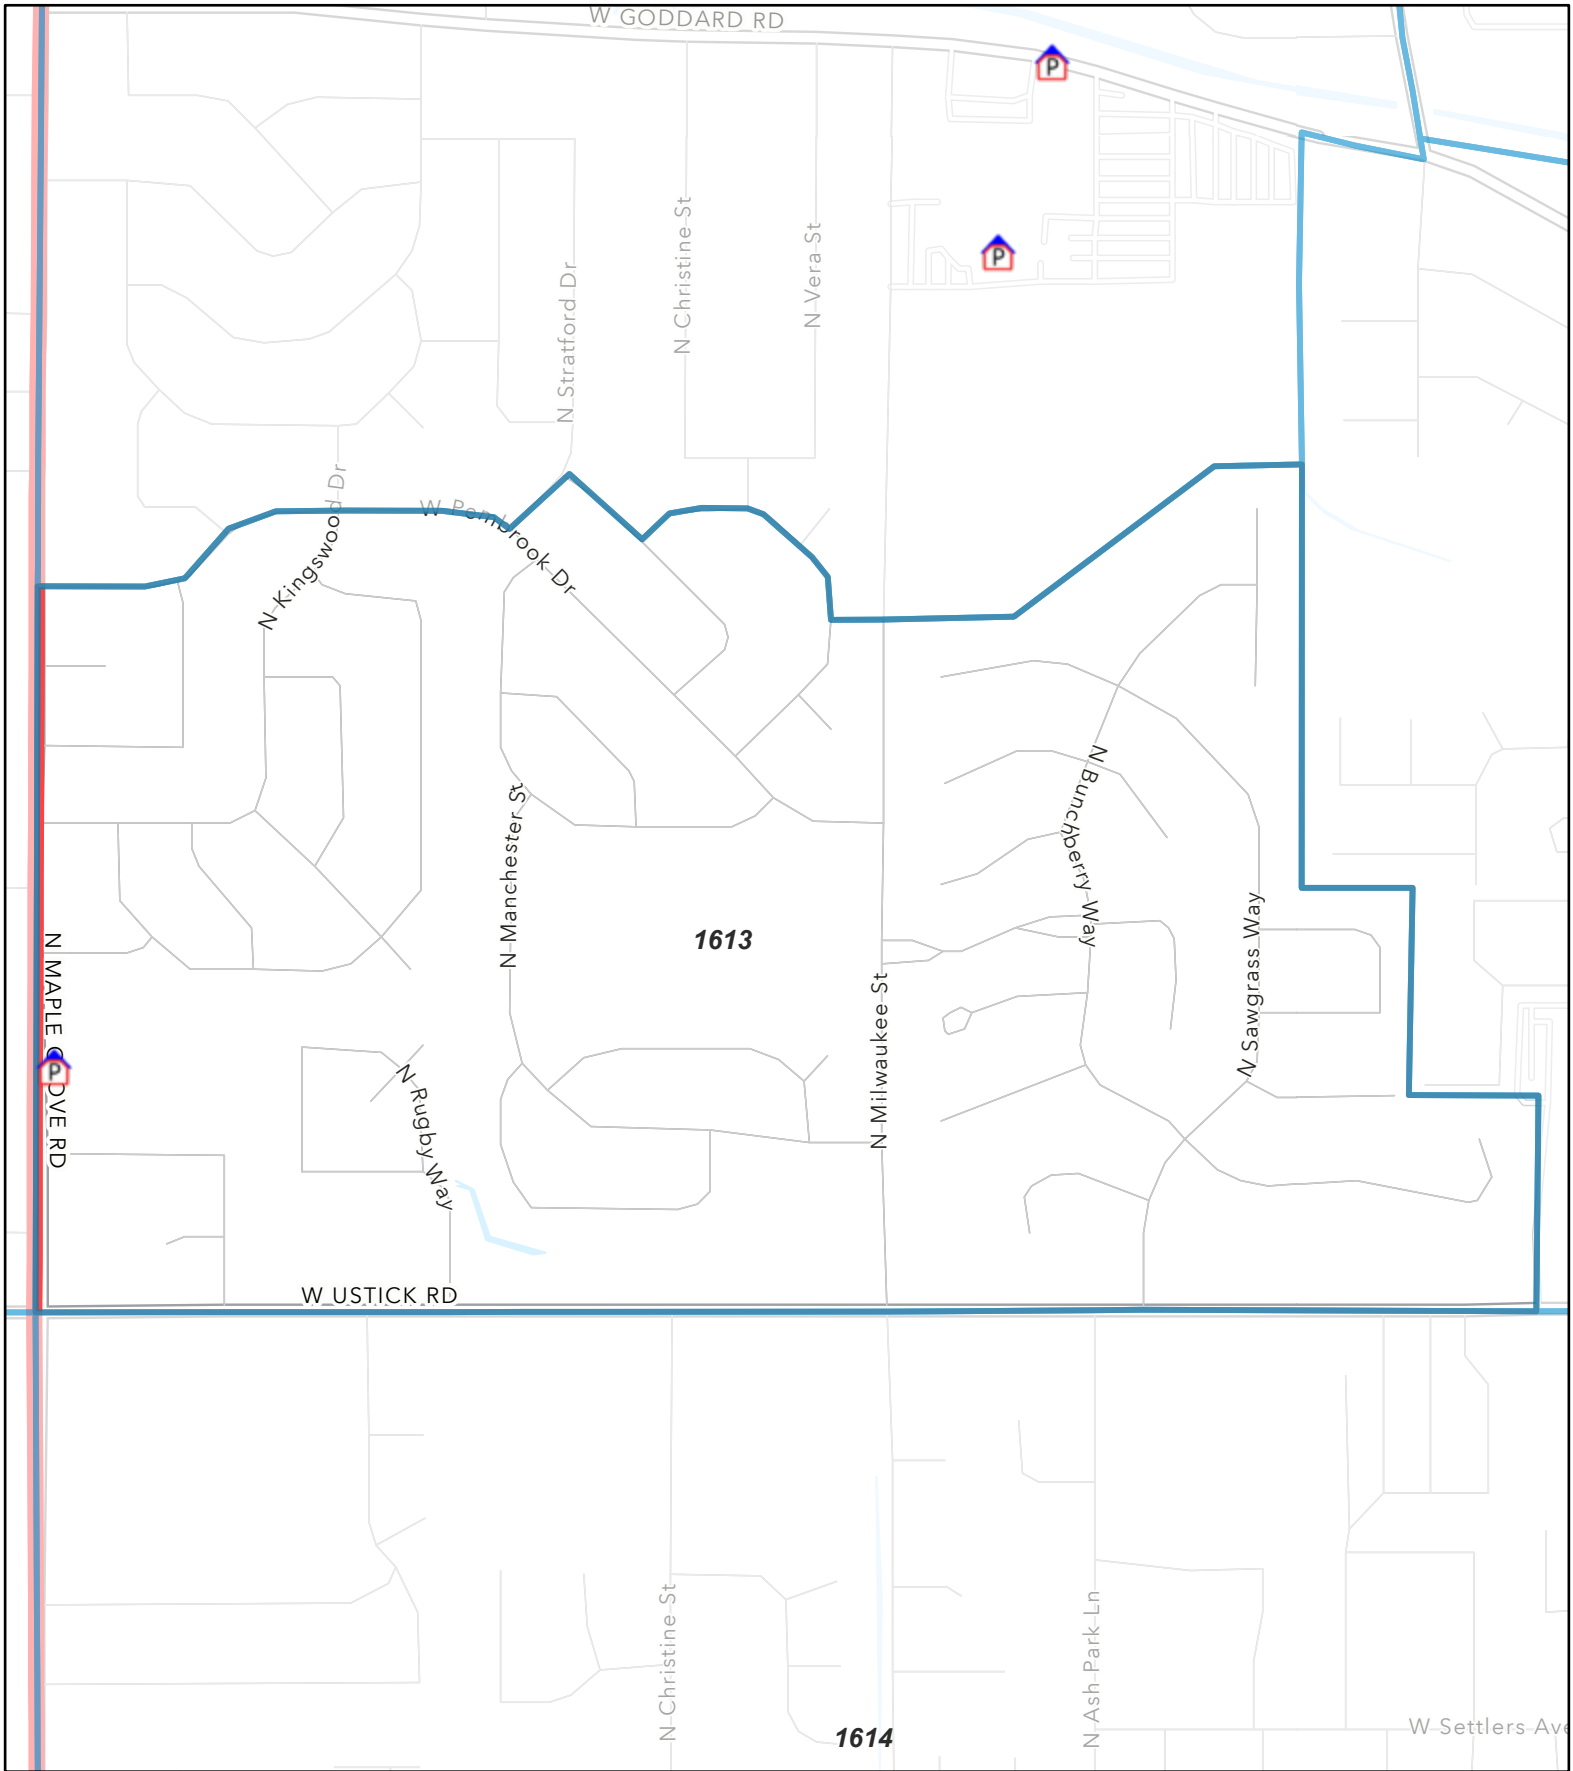 W GODDARD RD
P
P
N Christine St
N Vera St
N Stratford Dr
N Kingswood Dr
W Pembrook Dr
N Bunchberry Way
N Manchester St
1613
N Sawgrass Way
N MAPLE GROVE RD
P
N Milwaukee St
N Rugby Way
W USTICK RD
N Christine St
N Ash Park Ln
W Settlers Ave
1614